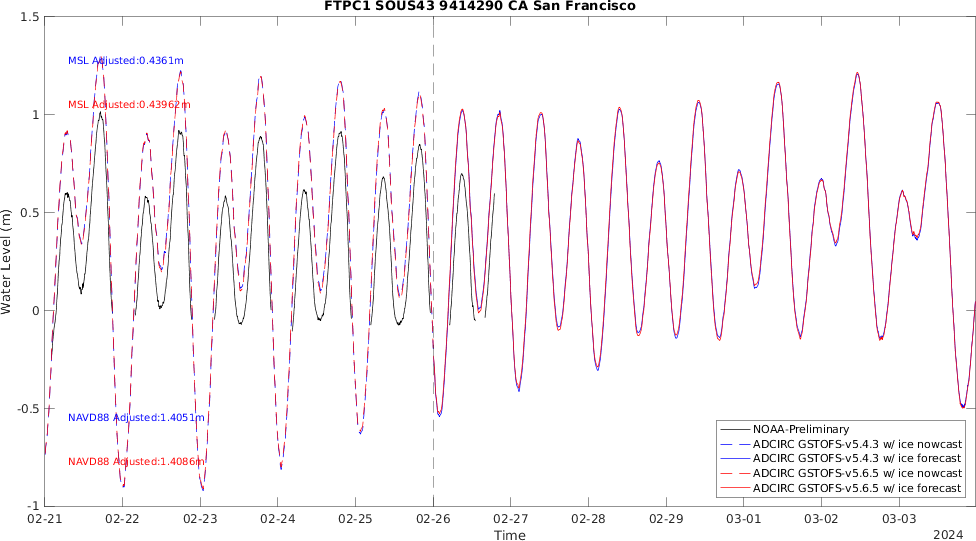 FTPC1 SOUS43 9414290 CA San Francisco
1.5
MSL Adjusted:0.4361m
MSL Adjusted:0.43962m
1
0.5
Water Level (m)
0
-0.5
NAVD88 Adjusted:1.4051m
NAVD88 Adjusted:1.4086m
-1
NOAA-Preliminary
ADCIRC GSTOFS-v5.4.3 w/ ice nowcast
ADCIRC GSTOFS-v5.4.3 w/ ice forecast
ADCIRC GSTOFS-v5.6.5 w/ ice nowcast
ADCIRC GSTOFS-v5.6.5 w/ ice forecast
02-21 02-22 02-23 02-24 02-25 02-26 02-27 02-28 02-29 03-01 03-02 03-03
Time
2024